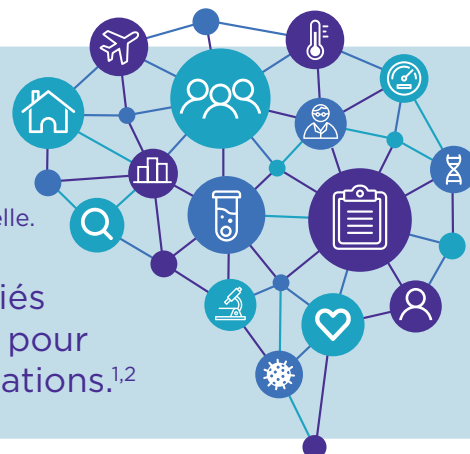 elle.
iés
pour
ations.1,2